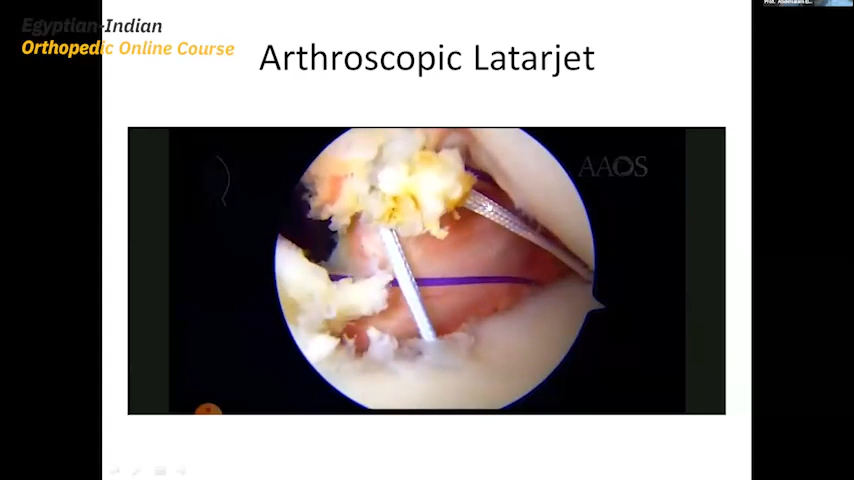 Egyptian-Indian
Orthopedic Online Course
Arthroscopic Latarjet
AAOS